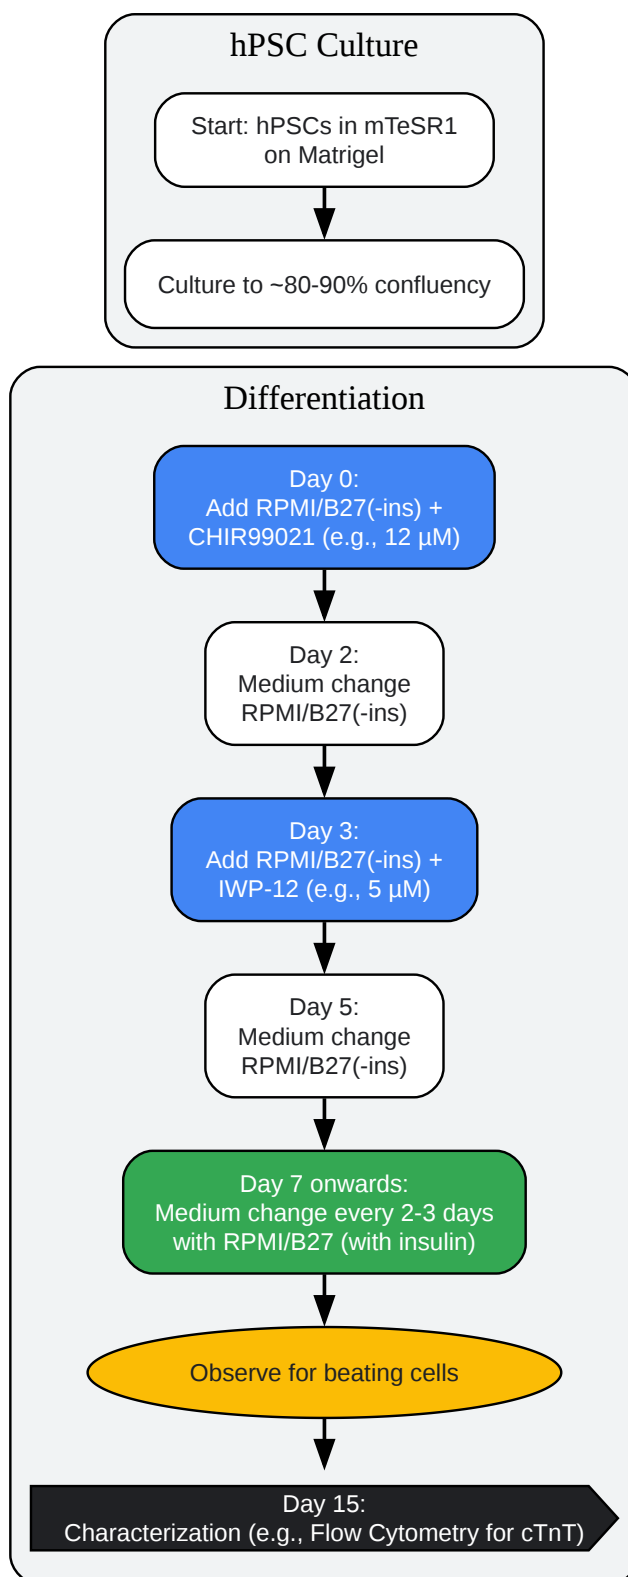 hPSC Culture
Start: hPSCs in mTeSR1
on Matrigel
Culture to ~80-90% confluency
Differentiation
Day 0:
Add RPMI/B27(-ins) +
CHIR99021 (e.g., 12 µM)
Day 2:
Medium change
RPMI/B27(-ins)
Day 3:
Add RPMI/B27(-ins) +
IWP-12 (e.g., 5 µM)
Day 5:
Medium change
RPMI/B27(-ins)
Day 7 onwards:
Medium change every 2-3 days
with RPMI/B27 (with insulin)
Observe for beating cells
Day 15:
Characterization (e.g., Flow Cytometry for cTnT)